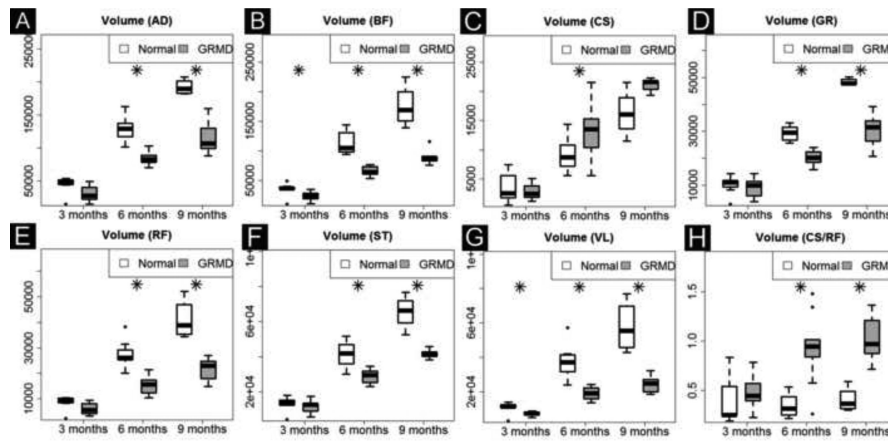 A
Volume (AD)
Normal GRMD
* *
50000 150000 250000
3 months 6 months 9 months
B
Volume (BF)
Normal GRMD
* * *
50000 150000 250000
3 months 6 months 9 months
C
Volume (CS)
Normal GRMD
*
5000 15000 25000
3 months 6 months 9 months
D
Volume (GR)
Normal GRMD
* *
10000 30000 50000
3 months 6 months 9 months
E
Volume (RF)
Normal GRMD
* *
10000 30000 50000
3 months 6 months 9 months
F
Volume (ST)
Normal GRMD
* *
2e+04 6e+04 1e+
3 months 6 months 9 months
G
Volume (VL)
Normal GRMD
* * *
2e+04 6e+04 1e+
3 months 6 months 9 months
H
Volume (CS/RF)
Normal GRMD
* *
0.5 1.0 1.5
3 months 6 months 9 months